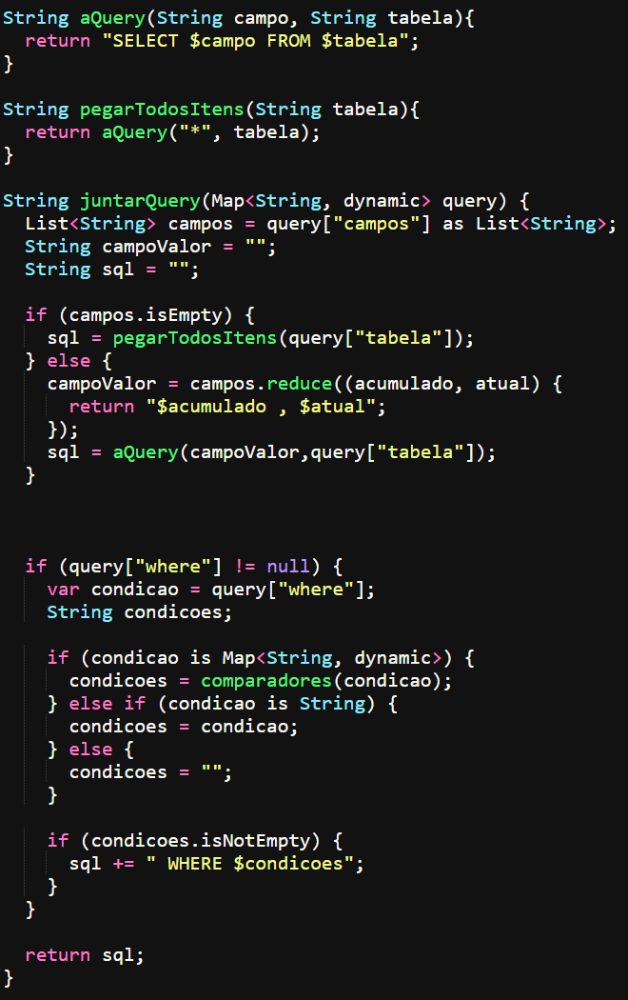 String aQuery(String campo, String tabela){
  return "SELECT $campo FROM $tabela";
}

String pegarTodosItens(String tabela){
  return aQuery("*", tabela);
}

String juntarQuery(Map<String, dynamic> query) {
  List<String> campos = query["campos"] as List<String>;
  String campoValor = "";
  String sql = "";

  if (campos.isEmpty) {
    sql = pegarTodosItens(query["tabela"]);
  } else {
    campoValor = campos.reduce((acumulado, atual) {
      return "$acumulado , $atual";
    });
    sql = aQuery(campoValor,query["tabela"]);
  }

  if (query["where"] != null) {
    var condicao = query["where"];
    String condicoes;

    if (condicao is Map<String, dynamic>) {
      condicoes = comparadores(condicao);
    } else if (condicao is String) {
      condicoes = condicao;
    } else {
      condicoes = "";
    }

    if (condicoes.isNotEmpty) {
      sql += " WHERE $condicoes";
    }
  }

  return sql;
}